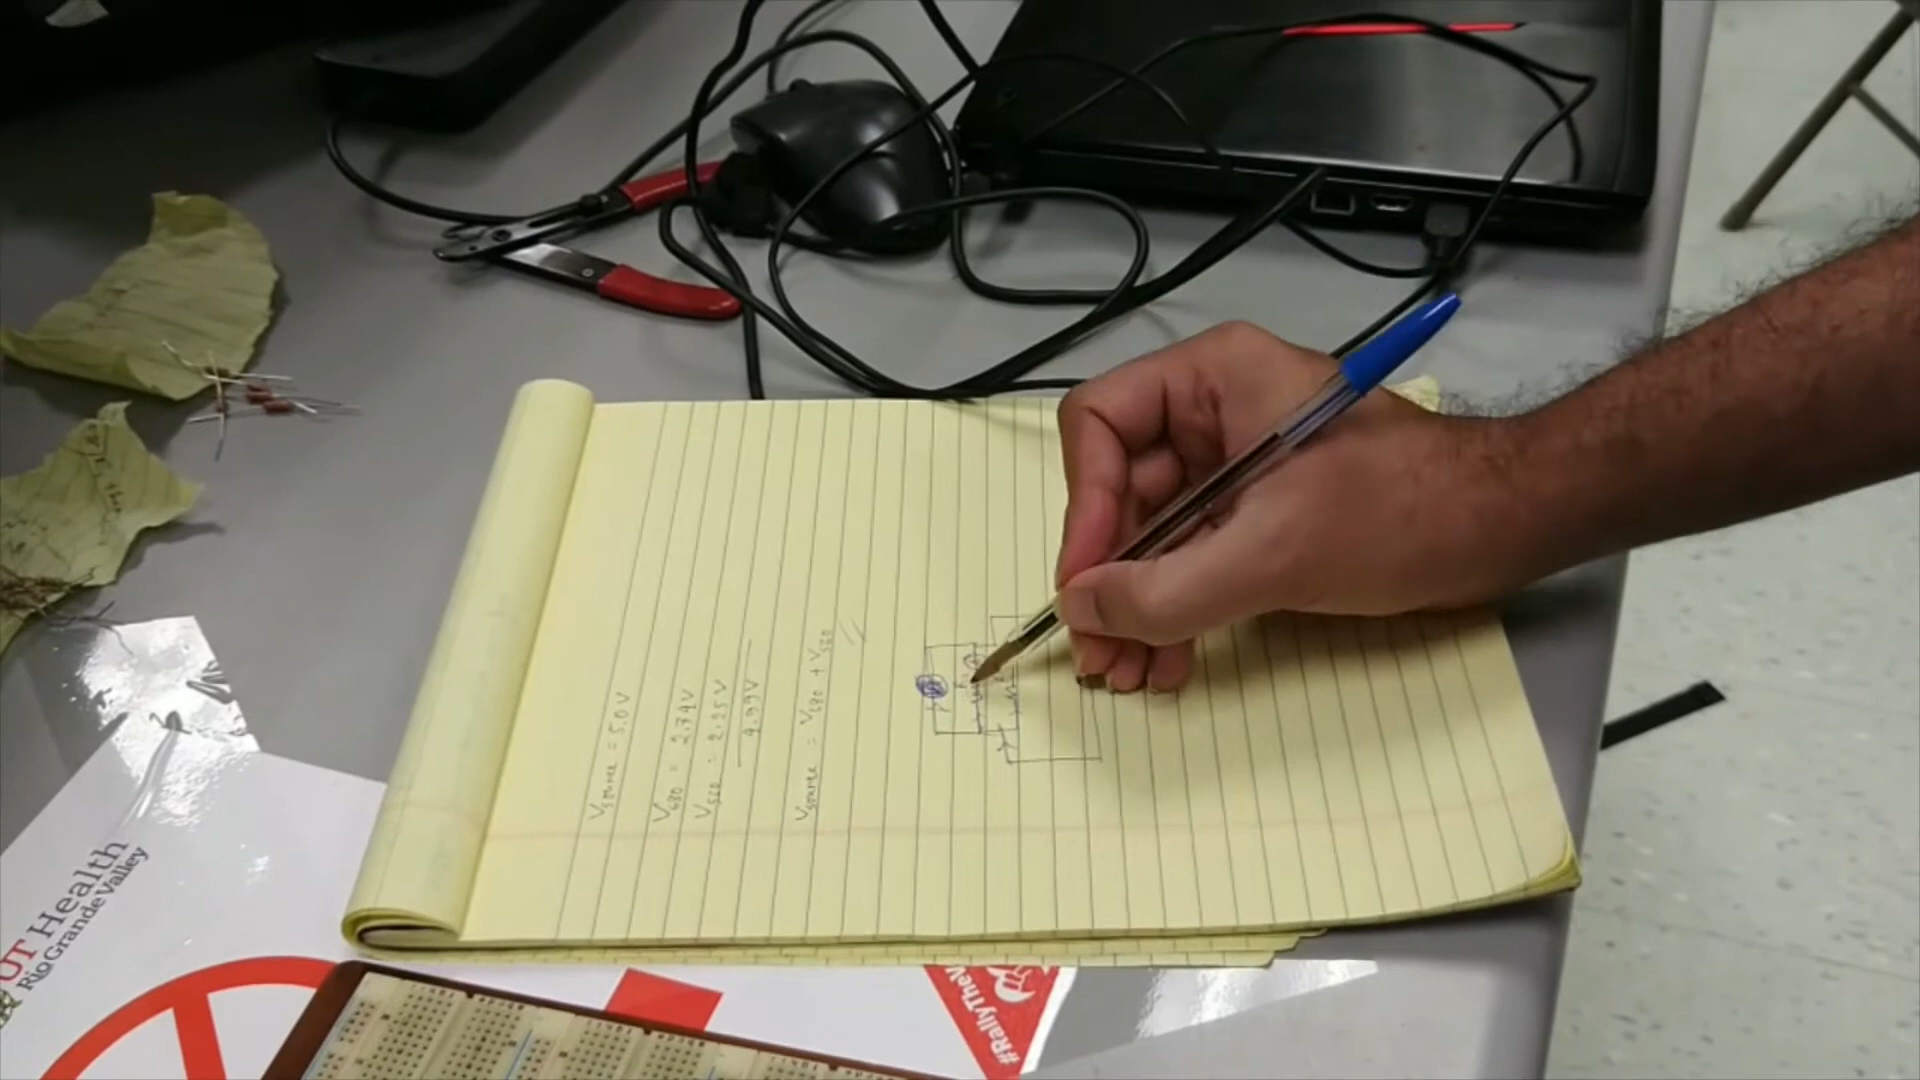 Vsource = 5.0V
V680 = 2.74V
V560 = 2.25V
4.99V
Vsource = V680 + V560
UT Health
Rio Grande Valley
#RallyTheV